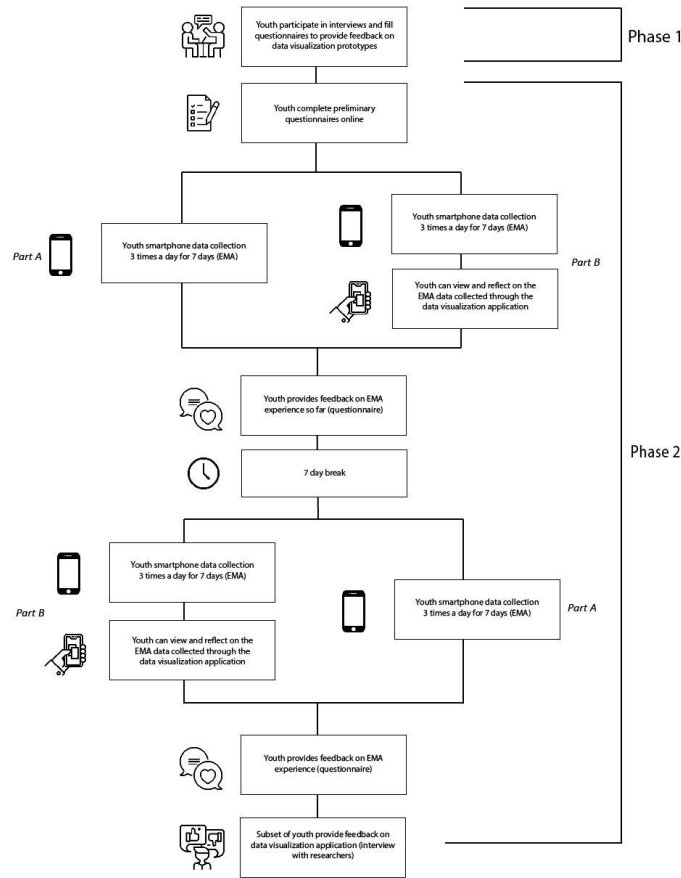 Youth participate in interviews and fill
questionnaires to provide feedback on
data visualization prototypes
Phase 1
Youth complete preliminary
questionnaires online
Part A
Youth smartphone data collection
3 times a day for 7 days (EMA)
Youth smartphone data collection
3 times a day for 7 days (EMA)
Part B
Youth can view and reflect on the
EMA data collected through the
data visualization application
Youth provides feedback on EMA
experience so far (questionnaire)
Phase 2
7 day break
Part B
Youth smartphone data collection
3 times a day for 7 days (EMA)
Youth can view and reflect on the
EMA data collected through the
data visualization application
Youth smartphone data collection
3 times a day for 7 days (EMA)
Part A
Youth provides feedback on EMA
experience (questionnaire)
Subset of youth provide feedback on
data visualization application (interview
with researchers)